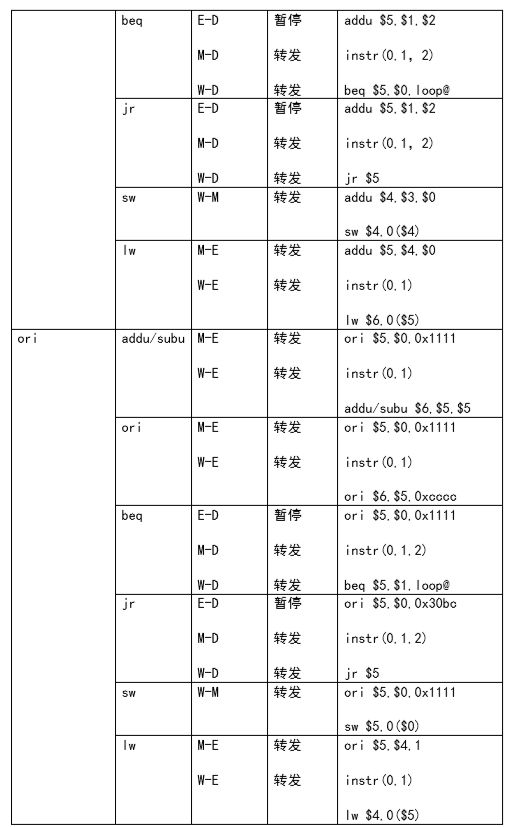 beq E-D 暂停 addu $5,$1,$2
M-D 转发 instr(0,1, 2)
W-D 转发 beq $5,$0,loop@
jr E-D 暂停 addu $5,$1,$2
M-D 转发 instr(0,1, 2)
W-D 转发 jr $5
sw W-M 转发 addu $4,$3,$0
sw $4,0($4)
lw M-E 转发 addu $5,$4,$0
W-E 转发 instr(0,1)
lw $6,0($5)
ori addu/subu M-E 转发 ori $5,$0,0x1111
W-E 转发 instr(0,1)
addu/subu $6,$5,$5
ori M-E 转发 ori $5,$0,0x1111
W-E 转发 instr(0,1)
ori $6,$5,0xcccc
beq E-D 暂停 ori $5,$0,0x1111
M-D 转发 instr(0,1,2)
W-D 转发 beq $5,$1,loop@
jr E-D 暂停 ori $5,$0,0x30bc
M-D 转发 instr(0,1,2)
W-D 转发 jr $5
sw W-M 转发 ori $5,$0,0x1111
sw $5,0($0)
lw M-E 转发 ori $5,$4,1
W-E 转发 instr(0,1)
lw $4,0($5)